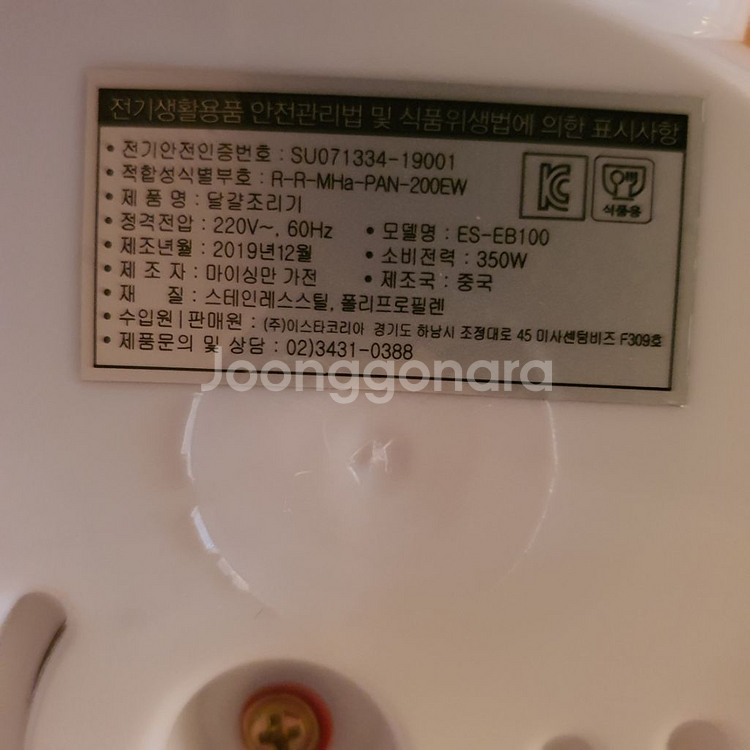 전기생활용품 안전관리법 및 식품위생법에 의한 표시사항
• 전기안전인증번호 : SU071334-19001
• 적합성식별부호 : R-R-MHa-PAN-200EW
• 제 품 명 : 달걀조리기
• 정격전압 : 220V~, 60Hz • 모델명 : ES-EB100
• 제조년월 : 2019년12월 • 소비전력 : 350W
• 제 조 자 : 마이싱만 가전 • 제조국 : 중국
• 재 질 : 스테인레스스틸, 폴리프로필렌
• 수입원 | 판매원 : (주)이스타코리아 경기도 하남시 조정대로 45 미사센텀비즈 F309호
• 제품문의 및 상담 : 02)3431-0388
식품용
Joonggonara